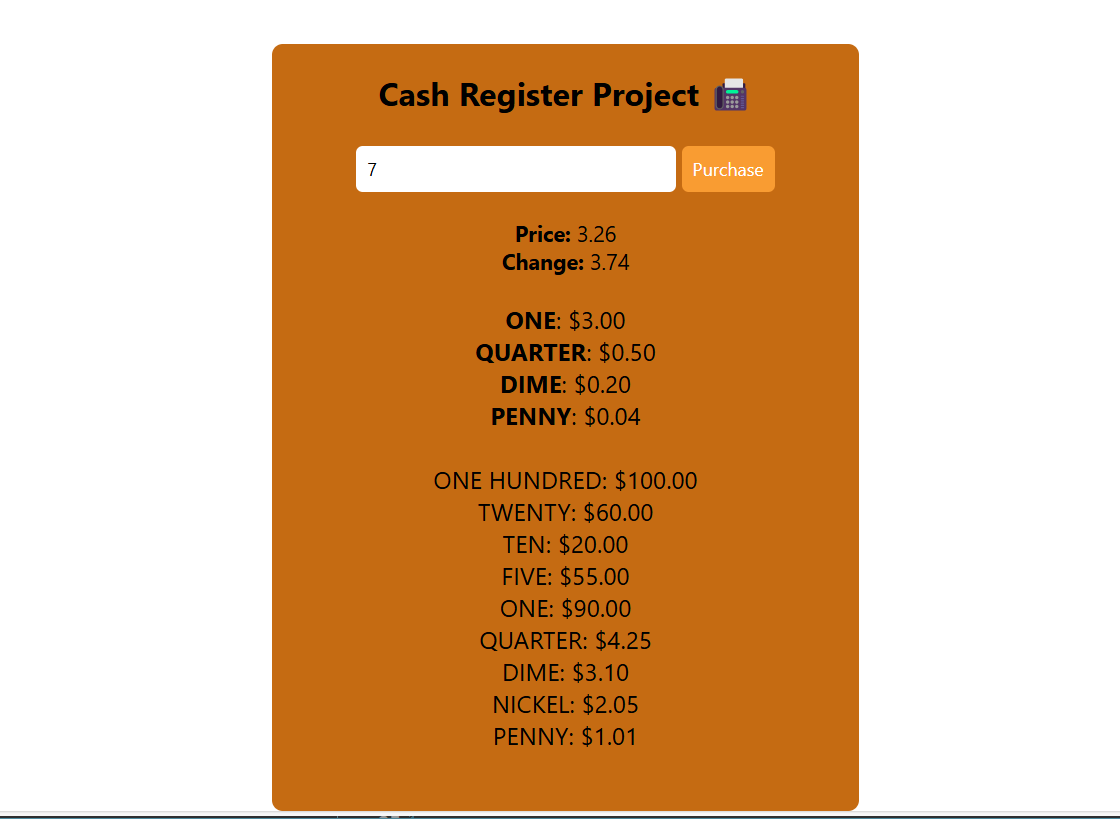 Cash Register Project
7
Purchase
Price: 3.26
Change: 3.74
ONE: $3.00
QUARTER: $0.50
DIME: $0.20
PENNY: $0.04
ONE HUNDRED: $100.00
TWENTY: $60.00
TEN: $20.00
FIVE: $55.00
ONE: $90.00
QUARTER: $4.25
DIME: $3.10
NICKEL: $2.05
PENNY: $1.01